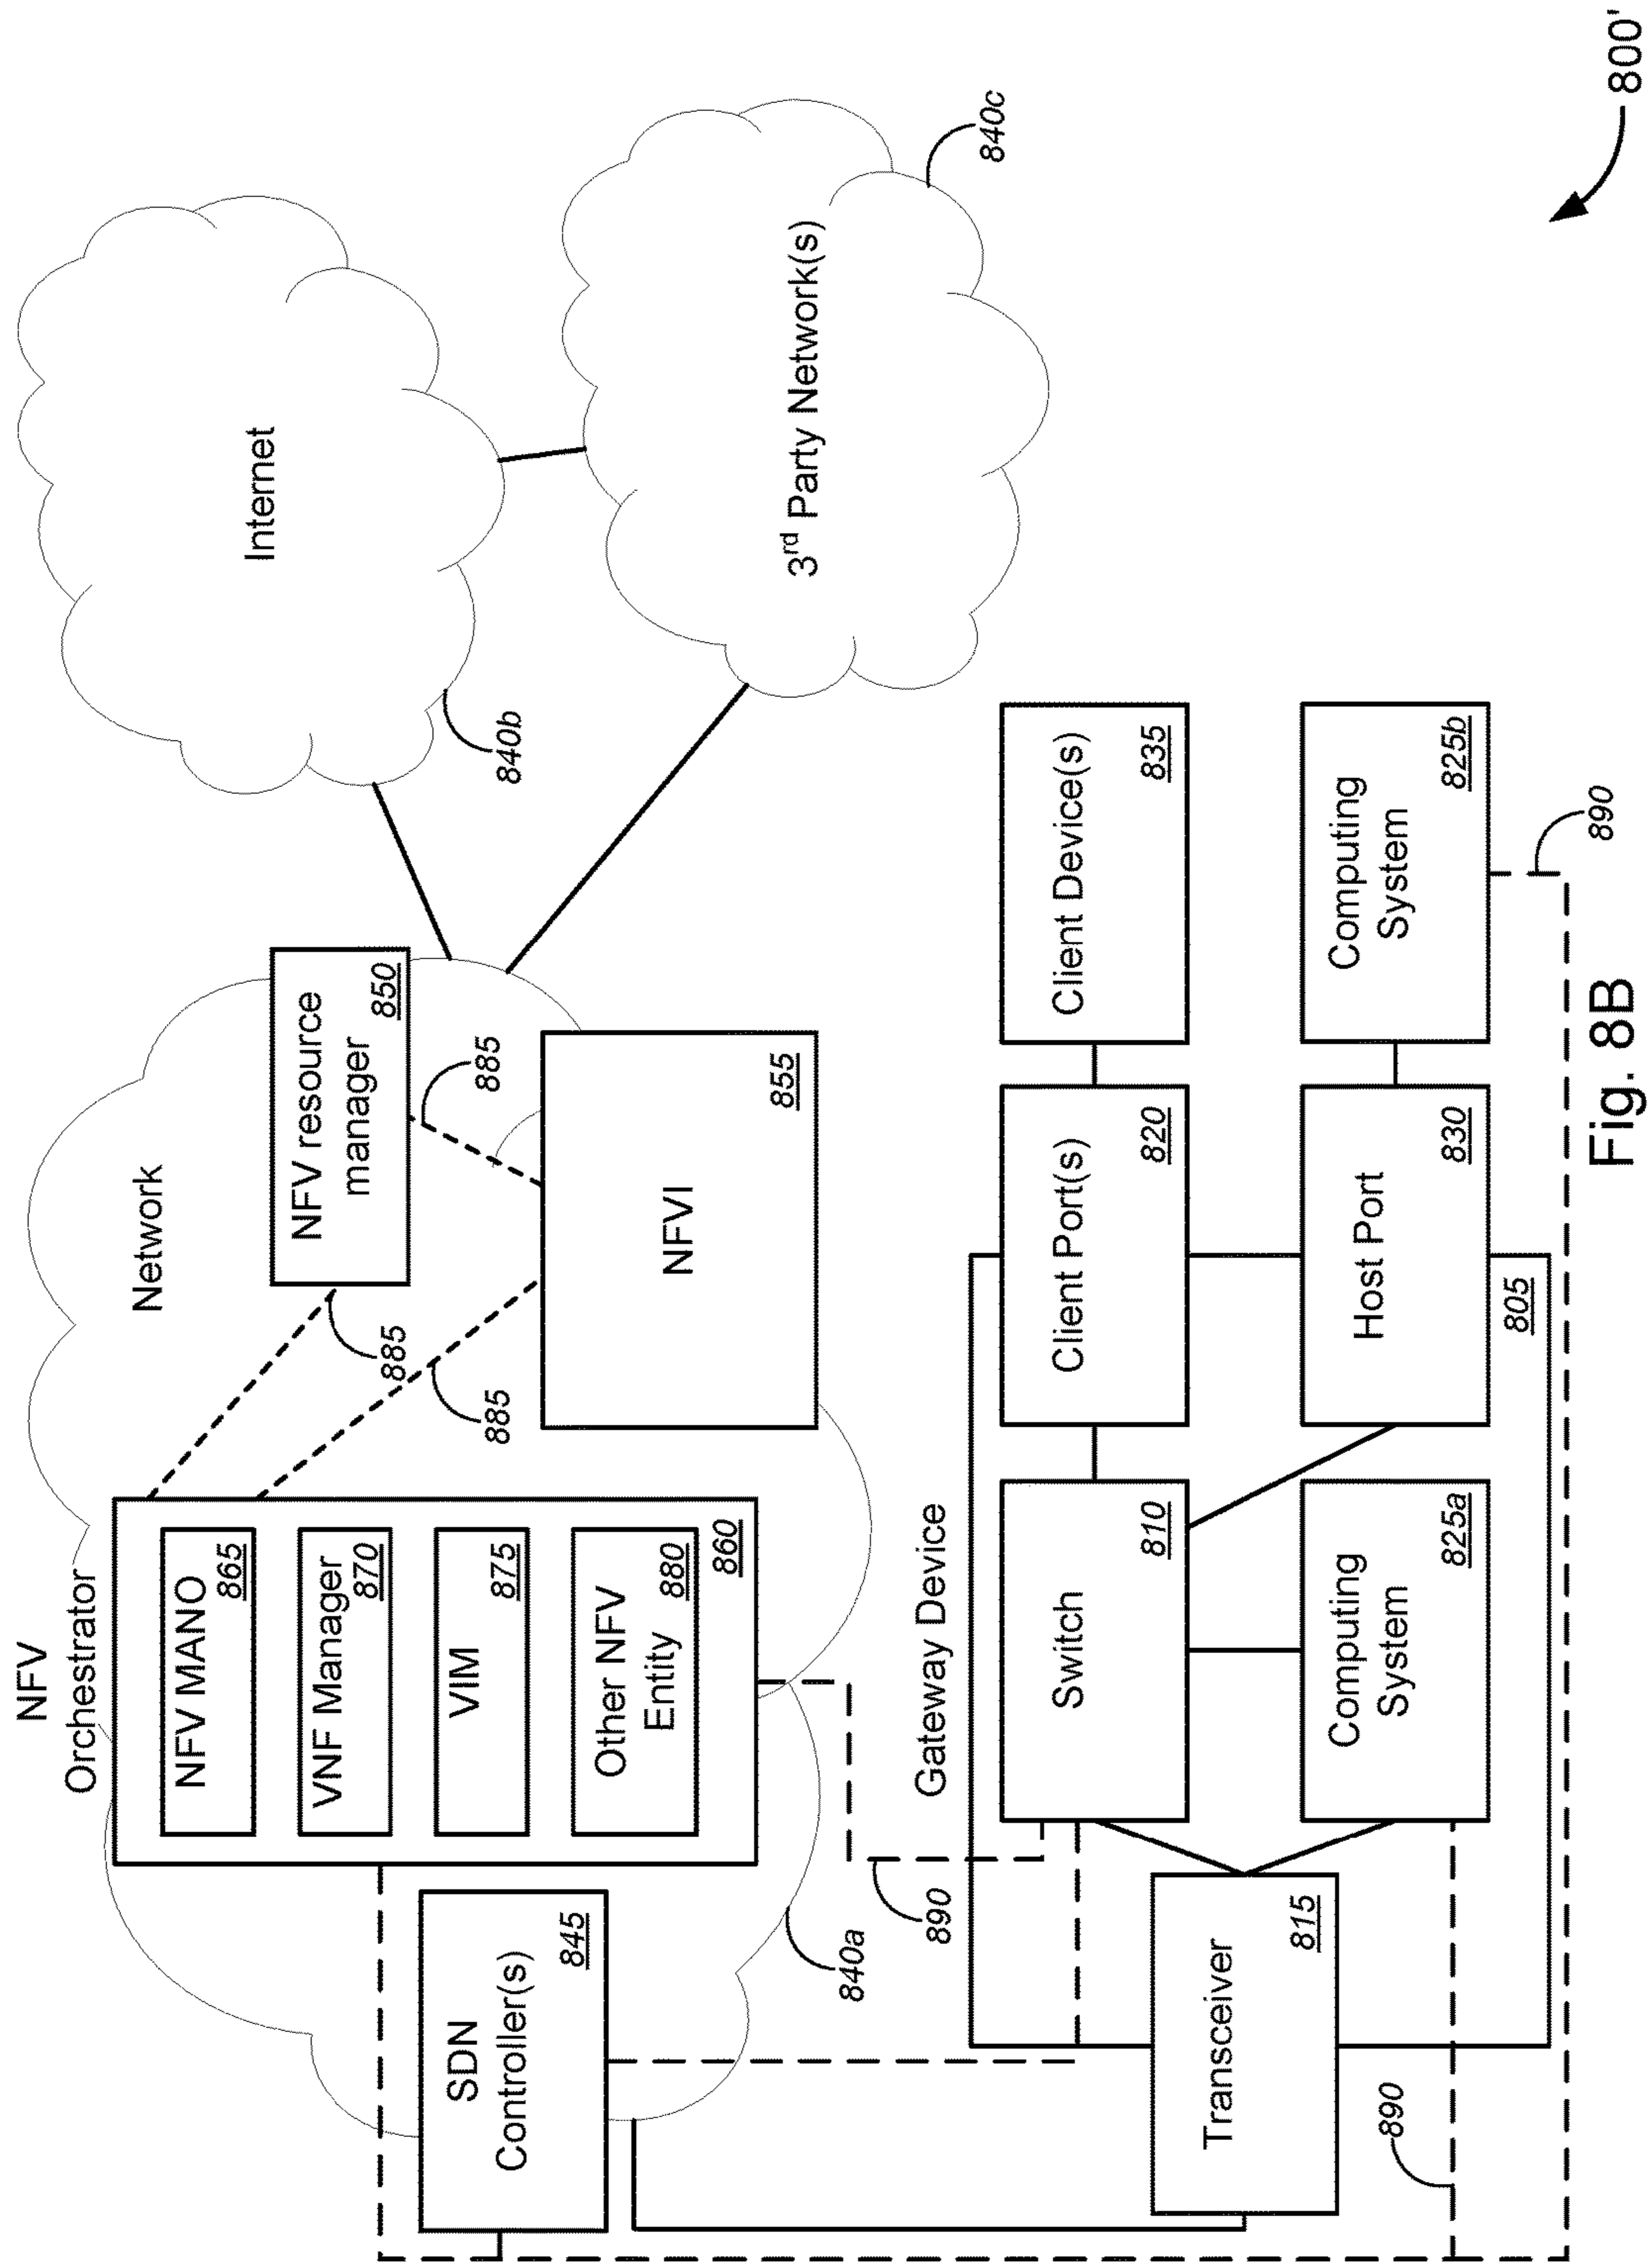 800'
Network
Internet
840b
3rd Party Network(s)
840c
NFV
Orchestrator
NFV MANO
865
VNF Manager
870
VIM
875
Other NFV
Entity
880
860
NFV resource
manager
850
885
885
885
NFVI
855
SDN
Controller(s)
845
840a
890
Gateway Device
Transceiver
815
Switch
810
Client Port(s)
820
Client Device(s)
835
Computing
System
825a
Host Port
830
Computing
System
825b
805
890
890
Fig. 8B